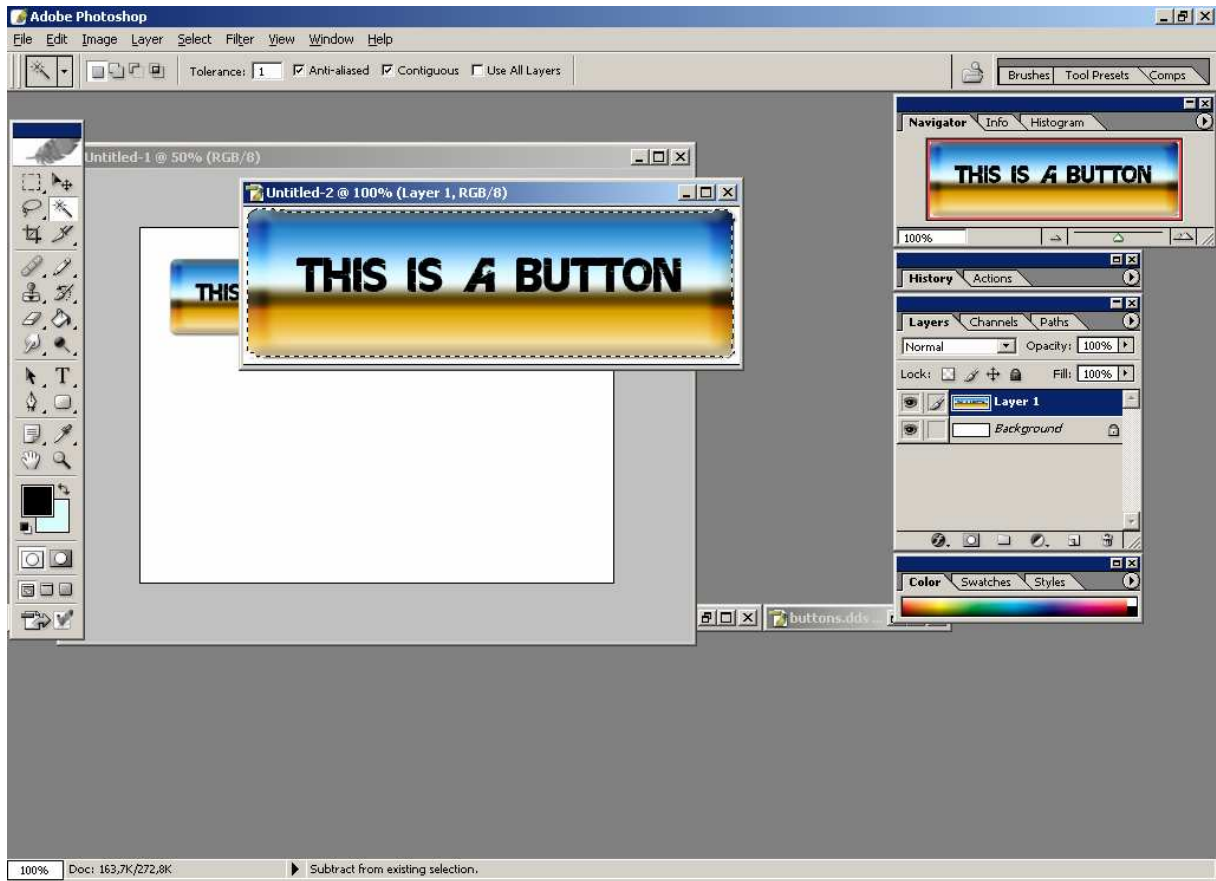 Adobe Photoshop
File Edit Image Layer Select Filter View Window Help
Tolerance: 1 Anti-aliased Contiguous Use All Layers
Brushes Tool Presets Comps
Navigator Info Histogram
THIS IS A BUTTON
100%
History Actions
Layers Channels Paths
Normal Opacity: 100%
Lock: Fill: 100%
Layer 1
Background
Color Swatches Styles
Untitled-1 @ 50% (RGB/8)
Untitled-2 @ 100% (Layer 1, RGB/8)
THIS IS A BUTTON
THIS
T
buttons.dds ...
100% Doc: 163,7K/272,8K Subtract from existing selection.